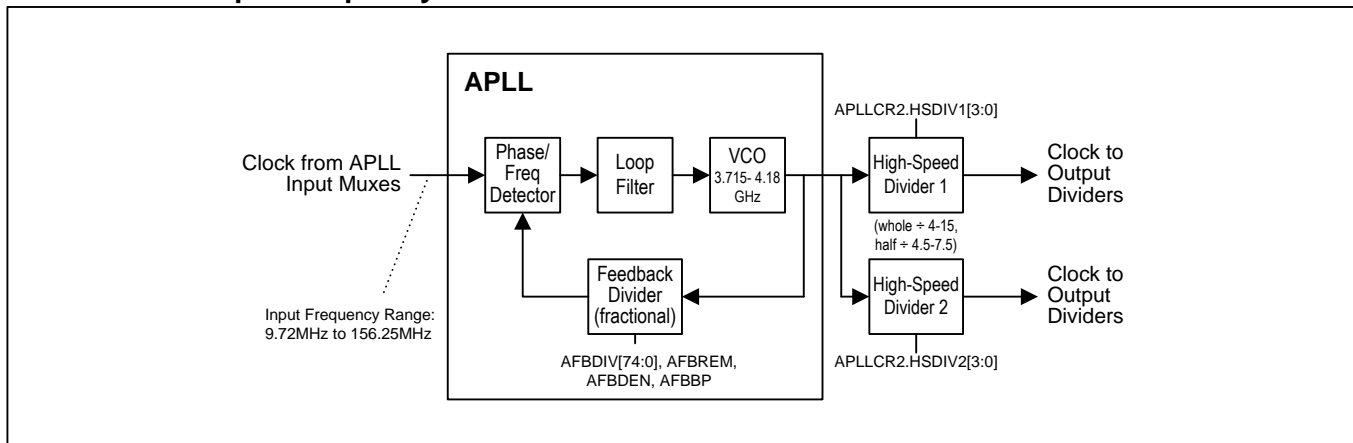 APLL
APLLCR2.HSDIV1[3:0]
Clock from APLL
Input Muxes
Phase/
Freq
Detector
Loop
Filter
VCO
3.715- 4.18
GHz
High-Speed
Divider 1
Clock to
Output
Dividers
(whole ÷ 4-15,
half ÷ 4.5-7.5)
Feedback
Divider
(fractional)
High-Speed
Divider 2
Clock to
Output
Dividers
Input Frequency Range:
9.72MHz to 156.25MHz
AFBDIV[74:0], AFBREM,
AFBDEN, AFBBP
APLLCR2.HSDIV2[3:0]